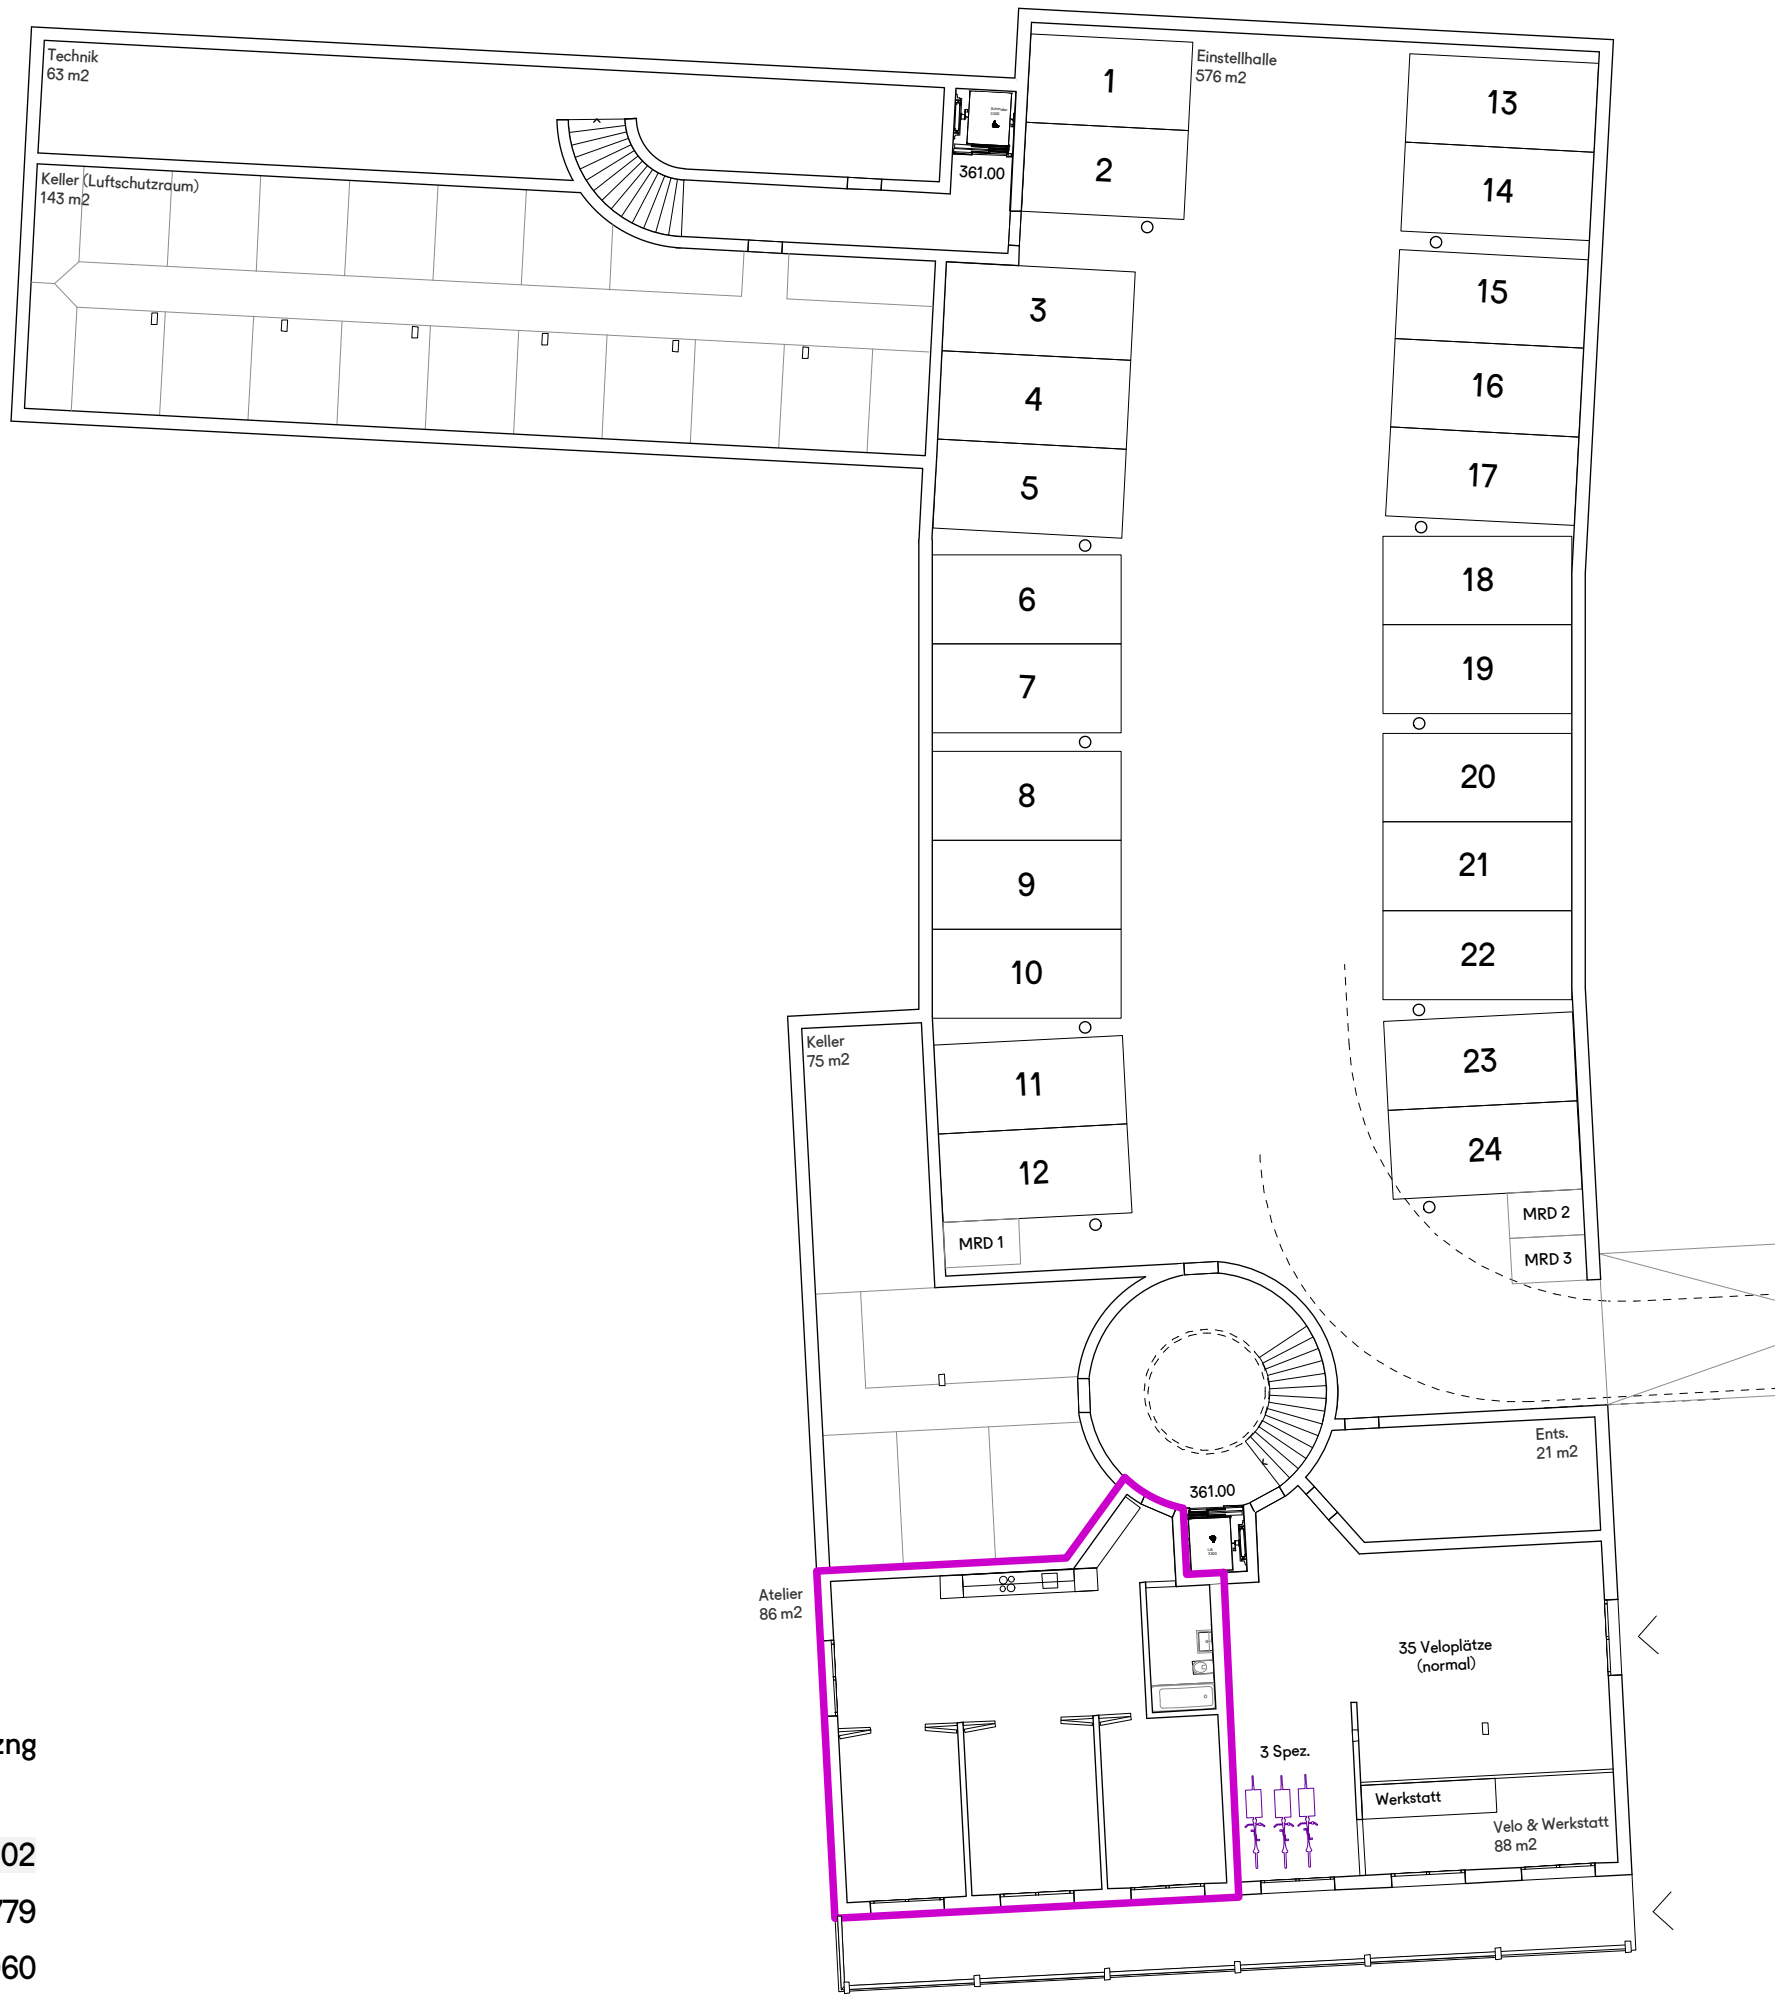 Technik
63 m2
Keller (Luftschutzraum)
143 m2
361.00
Einstellhalle
576 m2
1
2
3
4
5
6
7
8
9
10
11
12
MRD 1
13
14
15
16
17
18
19
20
21
22
23
24
MRD 2
MRD 3
Keller
75 m2
Ents.
21 m2
361.00
Atelier
86 m2
35 Veloplätze
(normal)
3 Spez.
Werkstatt
Velo & Werkstatt
88 m2
zng
02
779
60